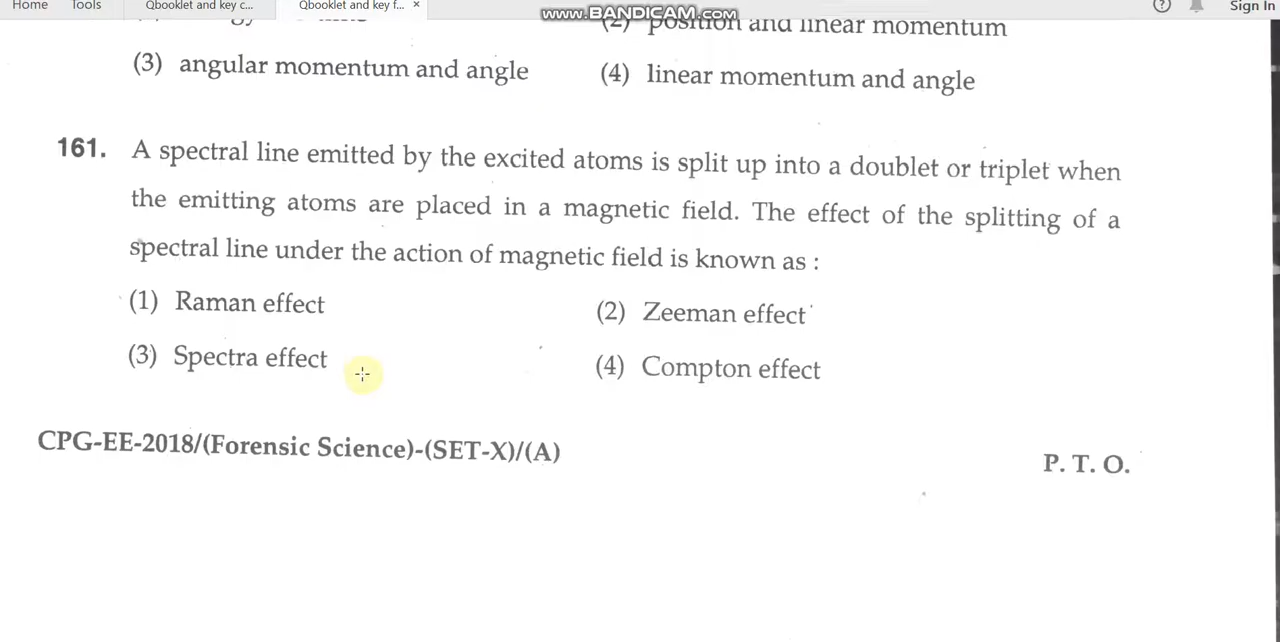 Home Tools Qbooklet and key c... Qbooklet and key f... × www.BANDICAM.com Sign In
(2) position and linear momentum
(3) angular momentum and angle (4) linear momentum and angle
161. A spectral line emitted by the excited atoms is split up into a doublet or triplet when
the emitting atoms are placed in a magnetic field. The effect of the splitting of a
spectral line under the action of magnetic field is known as :
(1) Raman effect (2) Zeeman effect
(3) Spectra effect (4) Compton effect
CPG-EE-2018/(Forensic Science)-(SET-X)/(A)
P. T. O.